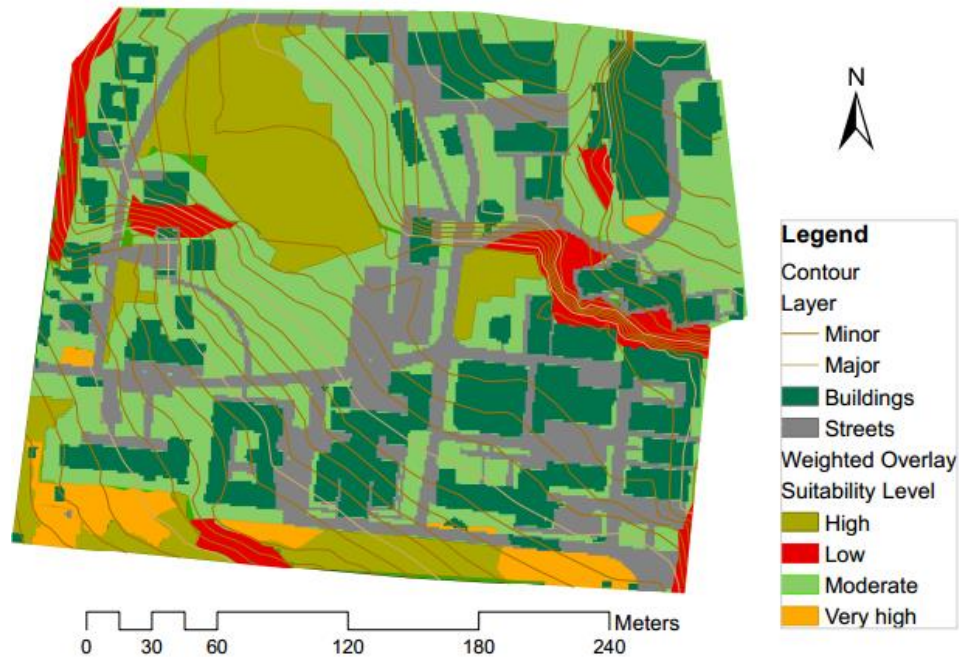 N
Legend
Contour
Layer
Minor
Major
Buildings
Streets
Weighted Overlay
Suitability Level
High
Low
Moderate
Very high
Meters
0 30 60 120 180 240